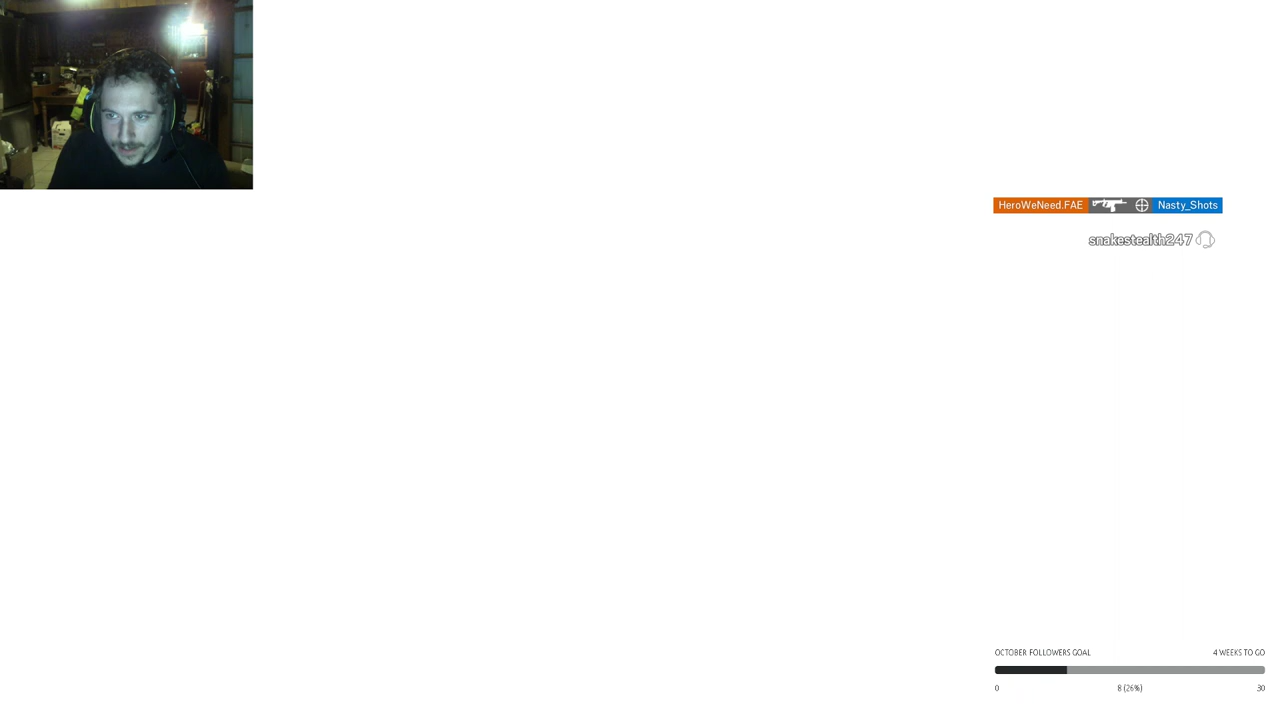 HeroWeNeed.FAE Nasty_Shots
snakestealth247
OCTOBER FOLLOWERS GOAL 4 WEEKS TO GO
0 8 (26%) 30